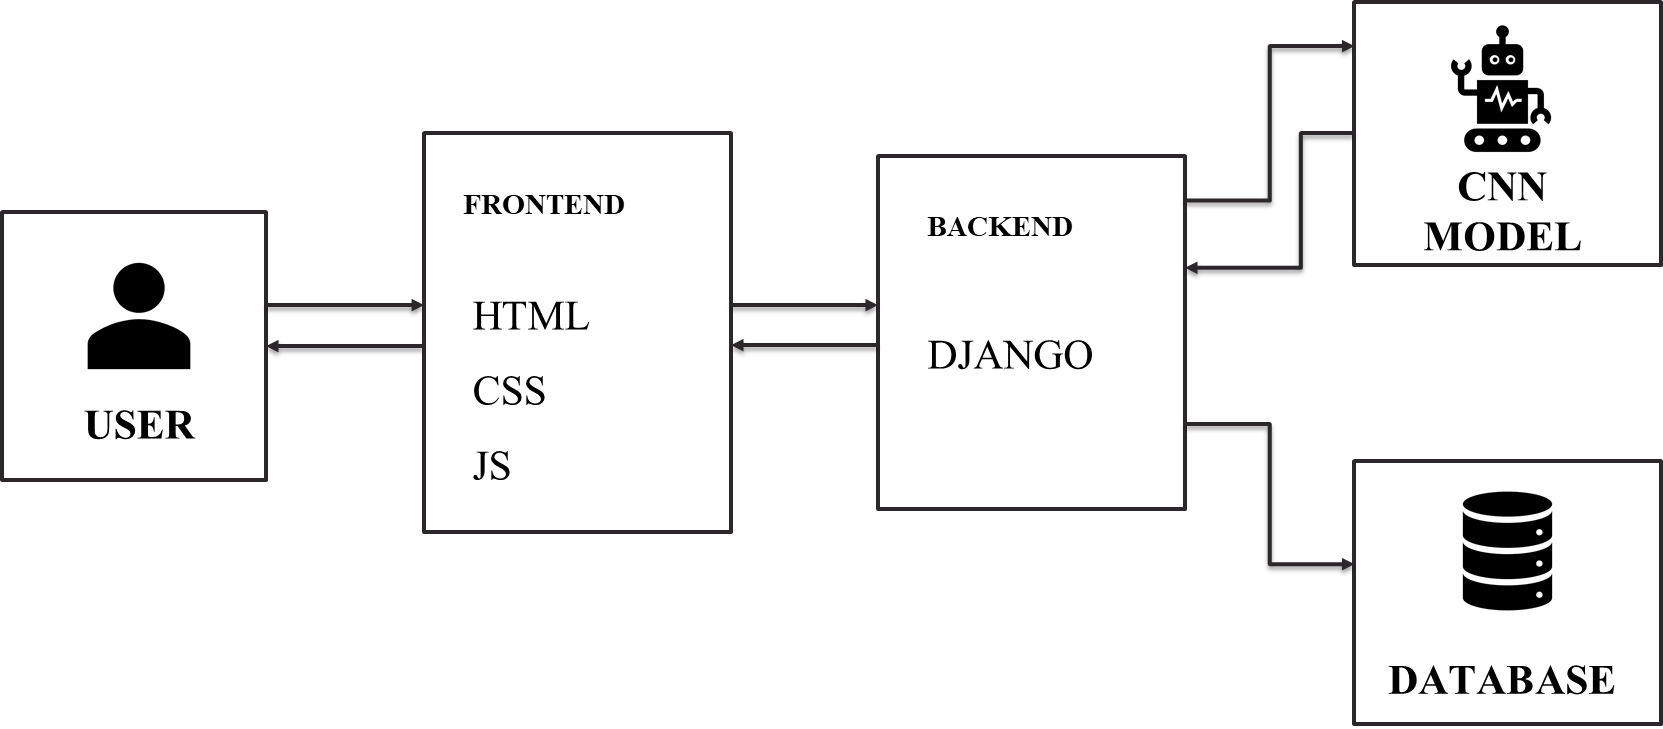 USER
FRONTEND
HTML
CSS
JS
BACKEND
DJANGO
CNN
MODEL
DATABASE